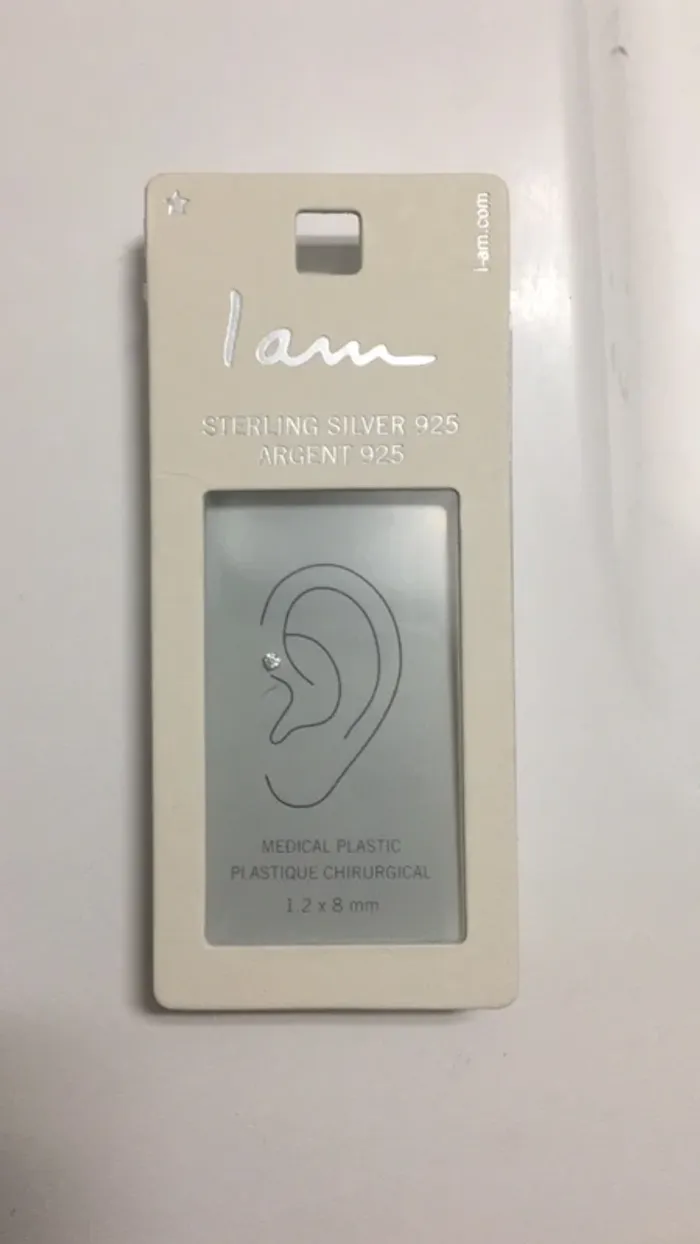 i-am.com
I am
STERLING SILVER 925
ARGENT 925
MEDICAL PLASTIC
PLASTIQUE CHIRURGICAL
1.2 x 8 mm